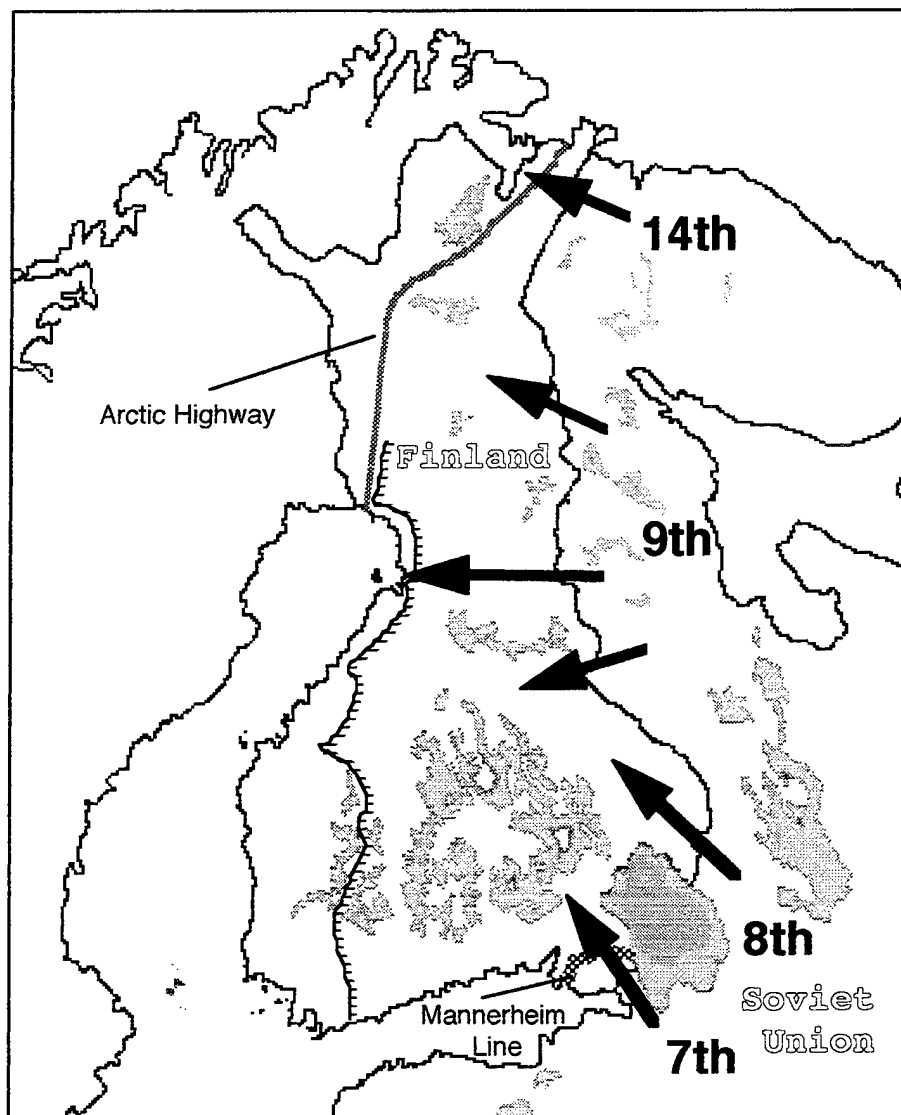 14th
Arctic Highway
Finland
9th
8th
Soviet
Union
Mannerheim
Line
7th